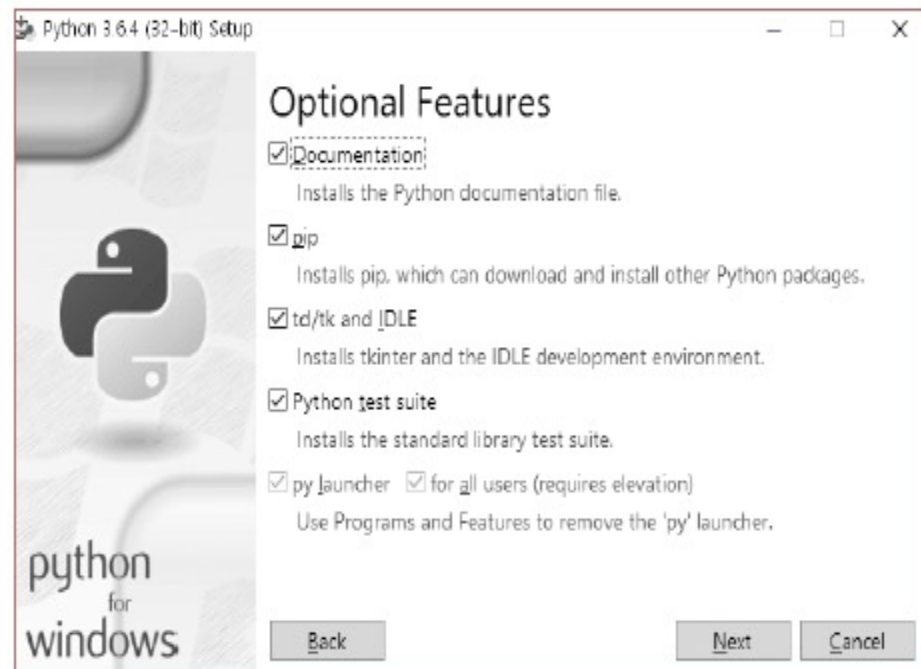 Python 3.6.4 (32-bit) Setup
Optional Features
Documentation
Installs the Python documentation file.
pip
Installs pip, which can download and install other Python packages.
tcl/tk and IDLE
Installs tkinter and the IDLE development environment.
Python test suite
Installs the standard library test suite.
py launcher for all users (requires elevation)
Use Programs and Features to remove the 'py' launcher.
python
for
windows
Back Next Cancel